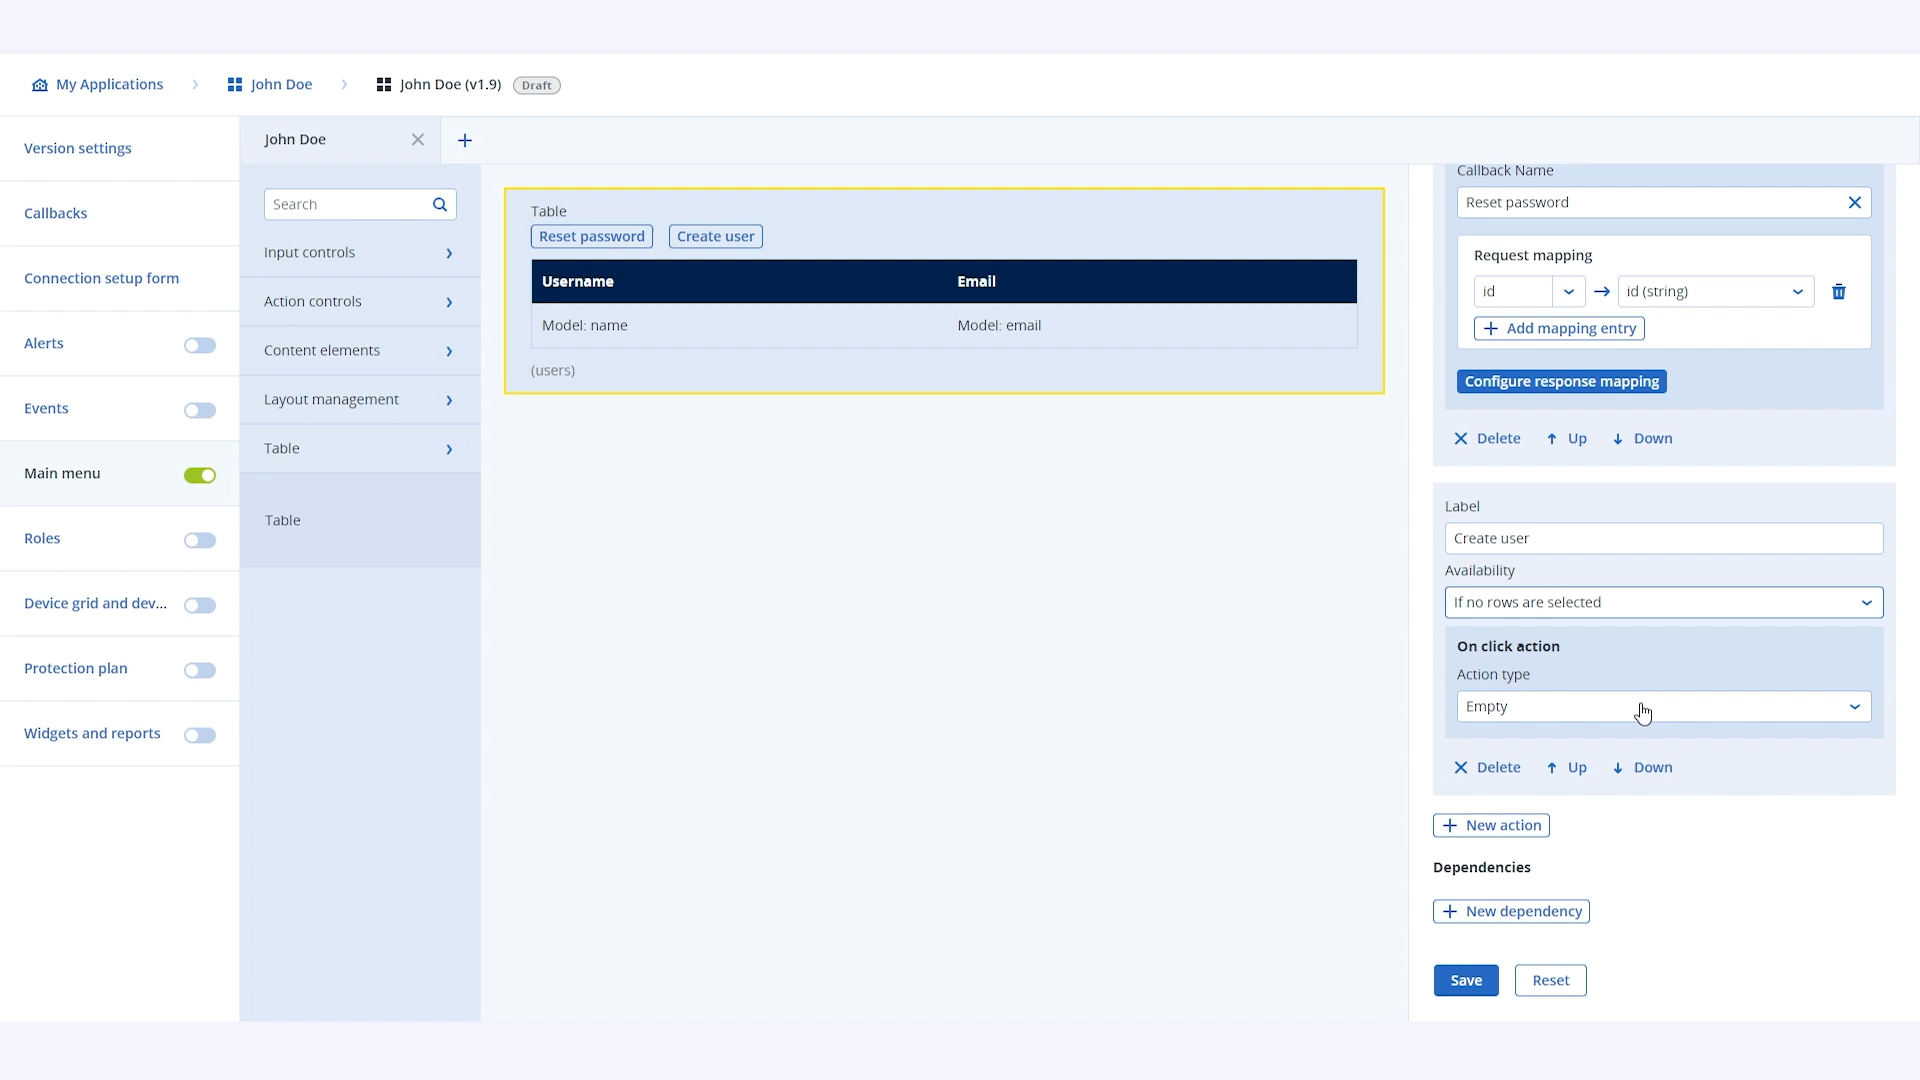 My Applications
John Doe
John Doe (v1.9) Draft
Version settings
Callbacks
Connection setup form
Alerts
Events
Main menu
Roles
Device grid and dev...
Protection plan
Widgets and reports
John Doe
Search
Input controls
Action controls
Content elements
Layout management
Table
Table
Table
Reset password Create user
Username Email
Model: name Model: email
(users)
Callback Name
Reset password
Request mapping
id id (string)
Add mapping entry
Configure response mapping
Delete Up Down
Label
Create user
Availability
If no rows are selected
On click action
Action type
Empty
Delete Up Down
New action
Dependencies
New dependency
Save Reset